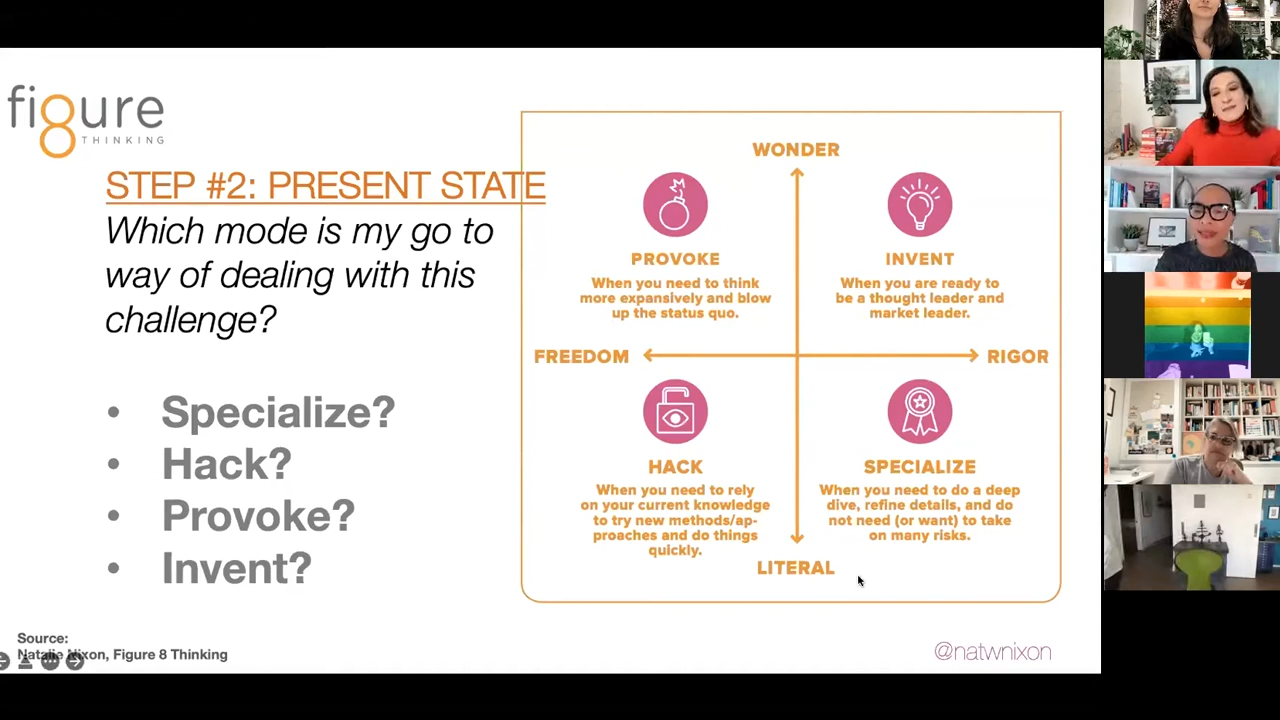 figure
THINKING
STEP #2: PRESENT STATE
Which mode is my go to
way of dealing with this
challenge?
• Specialize?
• Hack?
• Provoke?
• Invent?
WONDER
PROVOKE
When you need to think
more expansively and blow
up the status quo.
INVENT
When you are ready to
be a thought leader and
market leader.
FREEDOM
RIGOR
HACK
When you need to rely
on your current knowledge
to try new methods/ap-
proaches and do things
quickly.
SPECIALIZE
When you need to do a deep
dive, refine details, and do
not need (or want) to take
on many risks.
LITERAL
Source:
Natalie Nixon, Figure 8 Thinking
@natwnixon